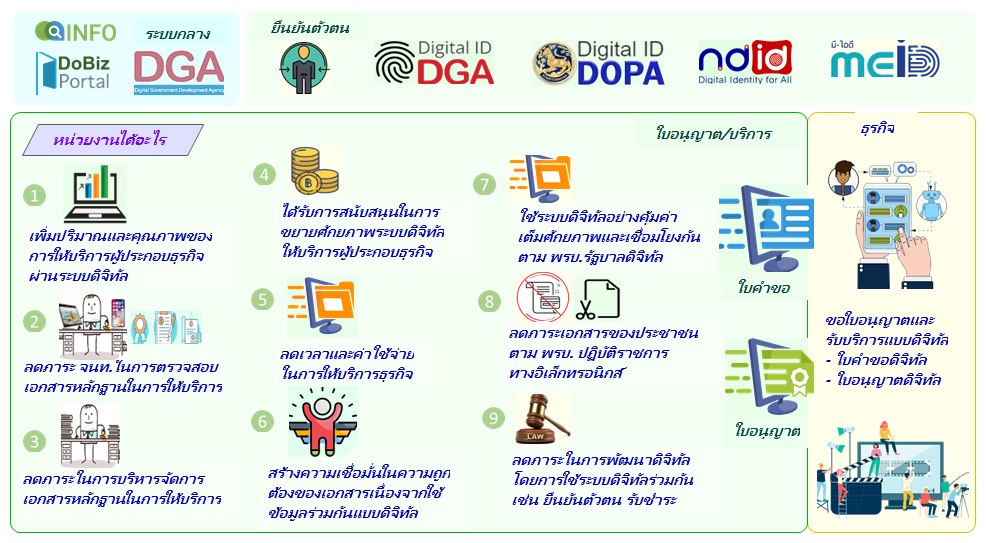 INFO
ระบบกลาง
DoBiz
Portal
DGA
Digital Government Development Agency
ยืนยันตัวตน
Digital ID
DGA
Digital ID
DOPA
ndid
Digital Identity for All
มี-ไอดี
meiD
หน่วยงานได้อะไร
1
เพิ่มปริมาณและคุณภาพของ
การให้บริการผู้ประกอบธุรกิจ
ผ่านระบบดิจิทัล
2
ลดภาระ จนท.ในการตรวจสอบ
เอกสารหลักฐานในการให้บริการ
3
ลดภาระในการบริหารจัดการ
เอกสารหลักฐานในการให้บริการ
4
ได้รับการสนับสนุนในการ
ขยายศักยภาพระบบดิจิทัล
ให้บริการผู้ประกอบธุรกิจ
5
ลดเวลาและค่าใช้จ่าย
ในการให้บริการธุรกิจ
6
สร้างความเชื่อมั่นในความถูก
ต้องของเอกสารเนื่องจากใช้
ข้อมูลร่วมกันแบบดิจิทัล
7
ใช้ระบบดิจิทัลอย่างคุ้มค่า
เต็มศักยภาพและเชื่อมโยงกัน
ตาม พรบ.รัฐบาลดิจิทัล
8
ลดภาระเอกสารของประชาชน
ตาม พรบ. ปฏิบัติราชการ
ทางอิเล็กทรอนิกส์
9
LAW
ลดภาระในการพัฒนาดิจิทัล
โดยการใช้ระบบดิจิทัลร่วมกัน
เช่น ยืนยันตัวตน รับชำระ
ใบอนุญาต/บริการ
ใบคำขอ
ใบอนุญาต
ธุรกิจ
ขอใบอนุญาตและ
รับบริการแบบดิจิทัล
- ใบคำขอดิจิทัล
- ใบอนุญาตดิจิทัล